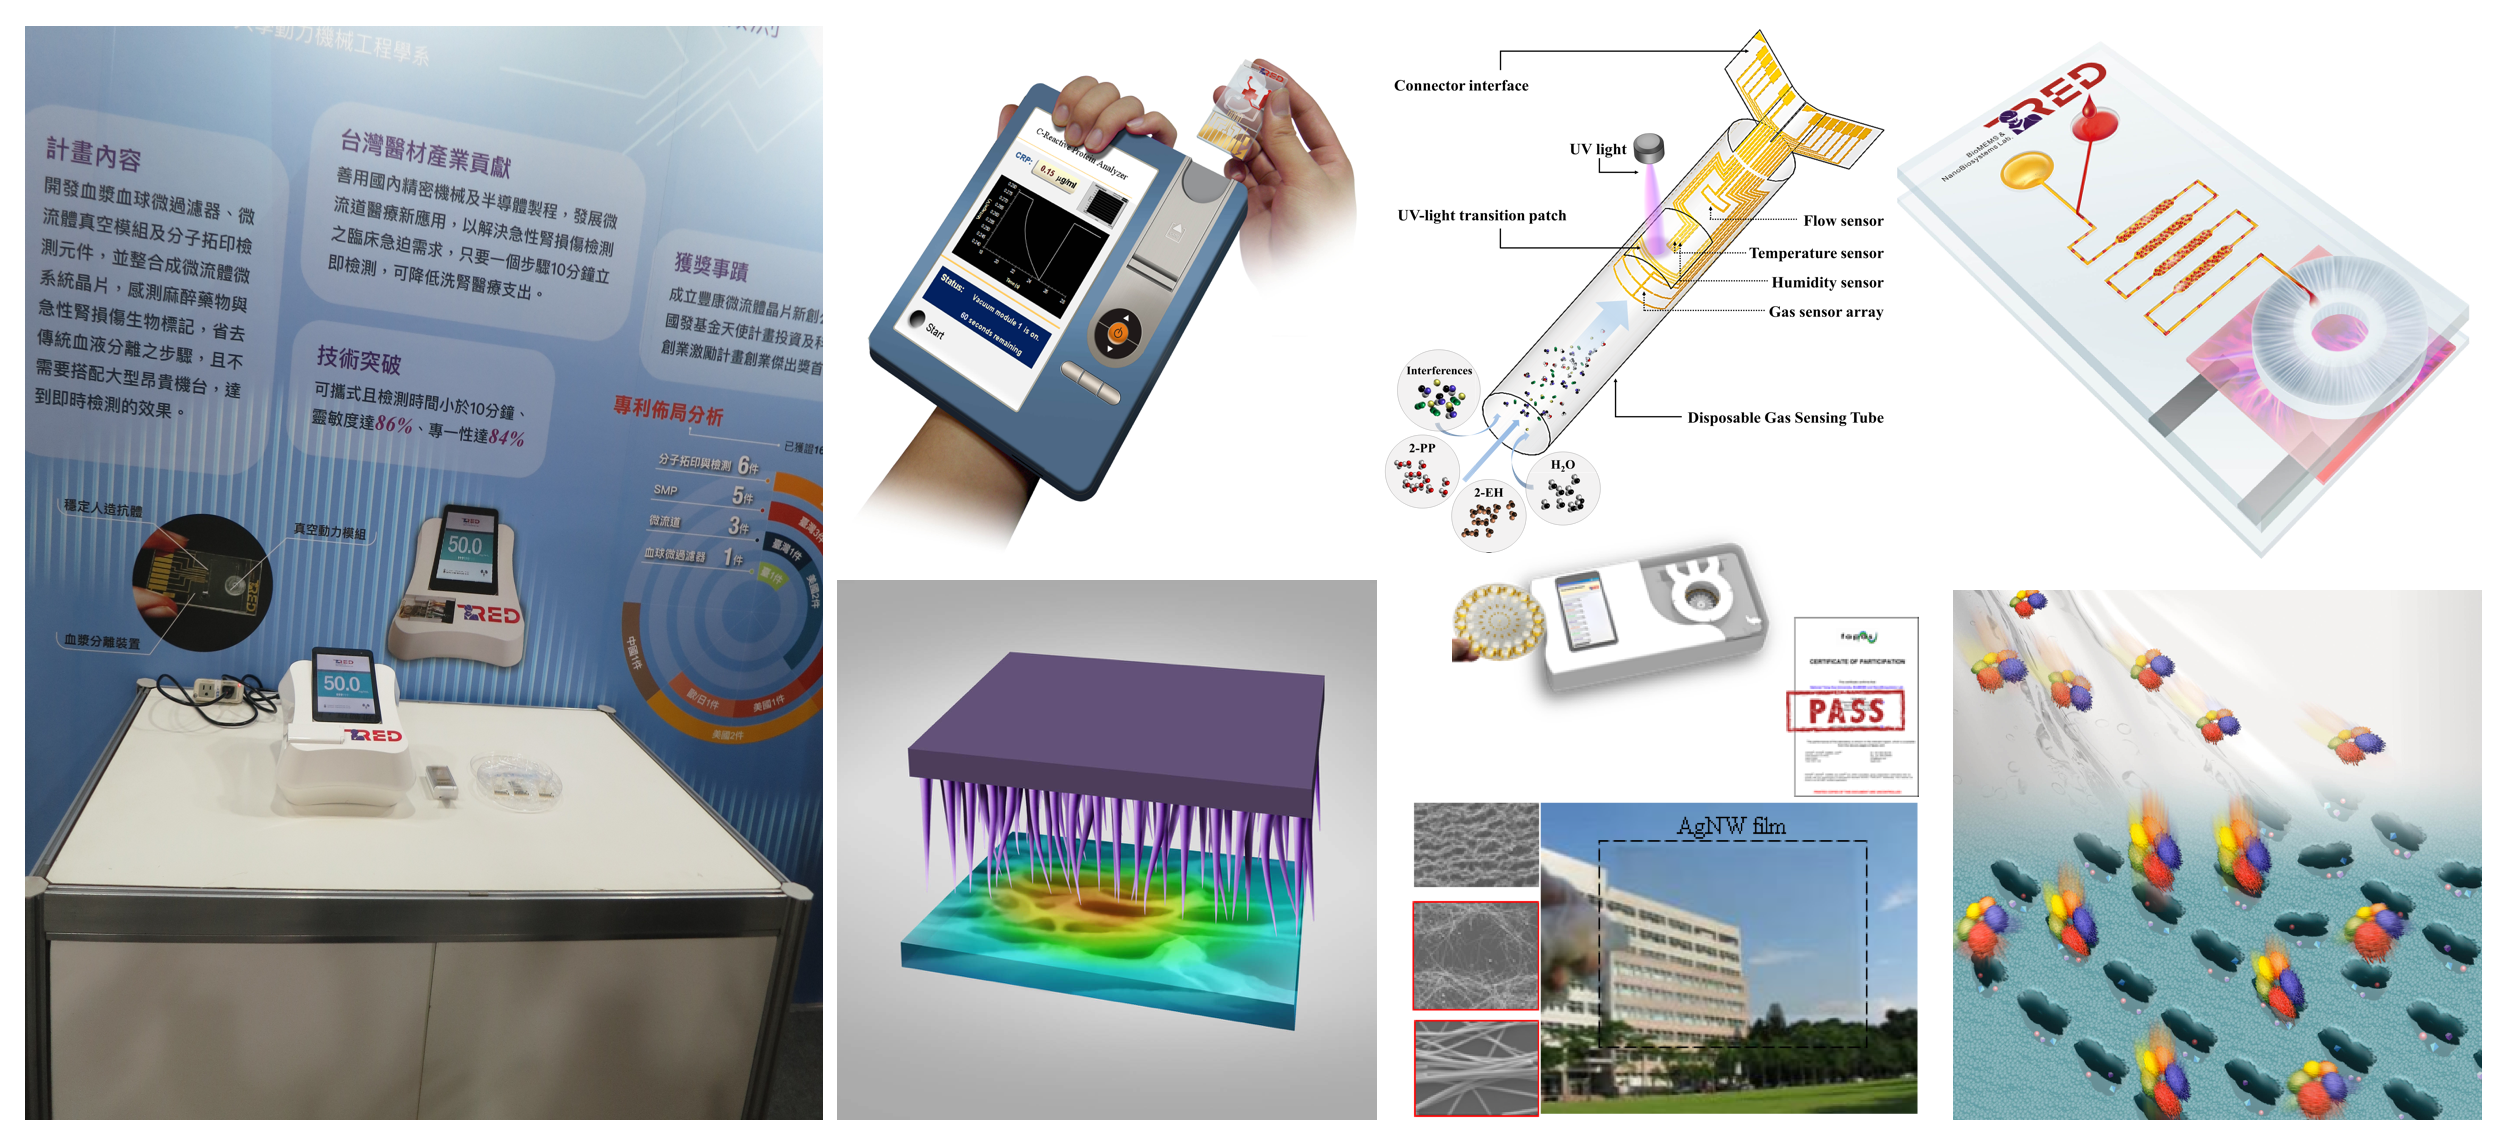 大學動力機械工程學系
計畫內容
開發血漿血球微過濾器、微
流體真空模組及分子拓印檢
測元件，並整合成微流體微
系統晶片，感測麻醉藥物與
急性腎損傷生物標記，省去
傳統血液分離之步驟，且不
需要搭配大型昂貴機台，達
到即時檢測的效果。
台灣醫材產業貢獻
善用國內精密機械及半導體製程，發展微
流道醫療新應用，以解決急性腎損傷檢測
之臨床急迫需求，只要一個步驟10分鐘立
即檢測，可降低洗腎醫療支出。
技術突破
可攜式且檢測時間小於10分鐘、
靈敏度達86%、專一性達84%
獲獎事蹟
成立豐康微流體晶片新創
國發基金天使計畫投資及科
創業激勵計畫創業傑出獎首
專利佈局分析
已獲證16
分子拓印與檢測 6件
SMP 5件
微流道 3件
血球微過濾器 1件
臺灣3件
臺灣1件
臺1件
美國2件
中國1件
歐/日1件
美國1件
美國2件
穩定人造抗體
真空動力模組
血漿分離裝置
RED
50.0
RED
RED
50.0
RED
RED
C-Reactive Protein Analyzer
CRP:
0.15 μg/ml
Time (s)
Status:
Vacuum module 1 is on.
60 seconds remaining
Start
Connector interface
UV light
UV-light transition patch
Flow sensor
Temperature sensor
Humidity sensor
Gas sensor array
Disposable Gas Sensing Tube
Interferences
2-PP
2-EH
H₂O
RED
BioMEMS &
NanoBiosystems Lab.
fapas
CERTIFICATE OF PARTICIPATION
PASS
AgNW film